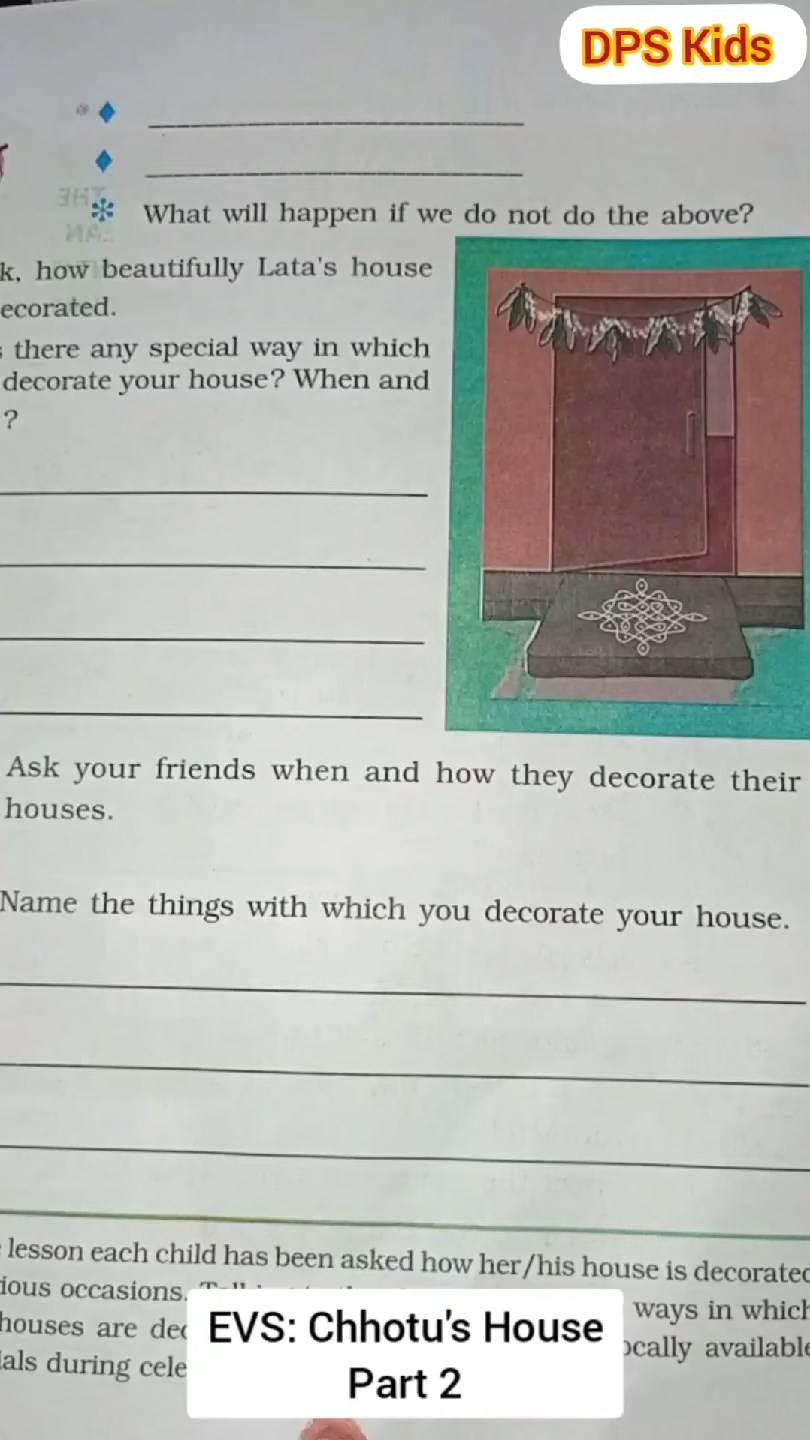 DPS Kids
What will happen if we do not do the above?
k, how beautifully Lata's house
ecorated.
there any special way in which
decorate your house? When and
?
Ask your friends when and how they decorate their
houses.
Name the things with which you decorate your house.
lesson each child has been asked how her/his house is decorated
ious occasions.
ways in which
houses are dec
ocally available
ials during cele
EVS: Chhotu's House
Part 2